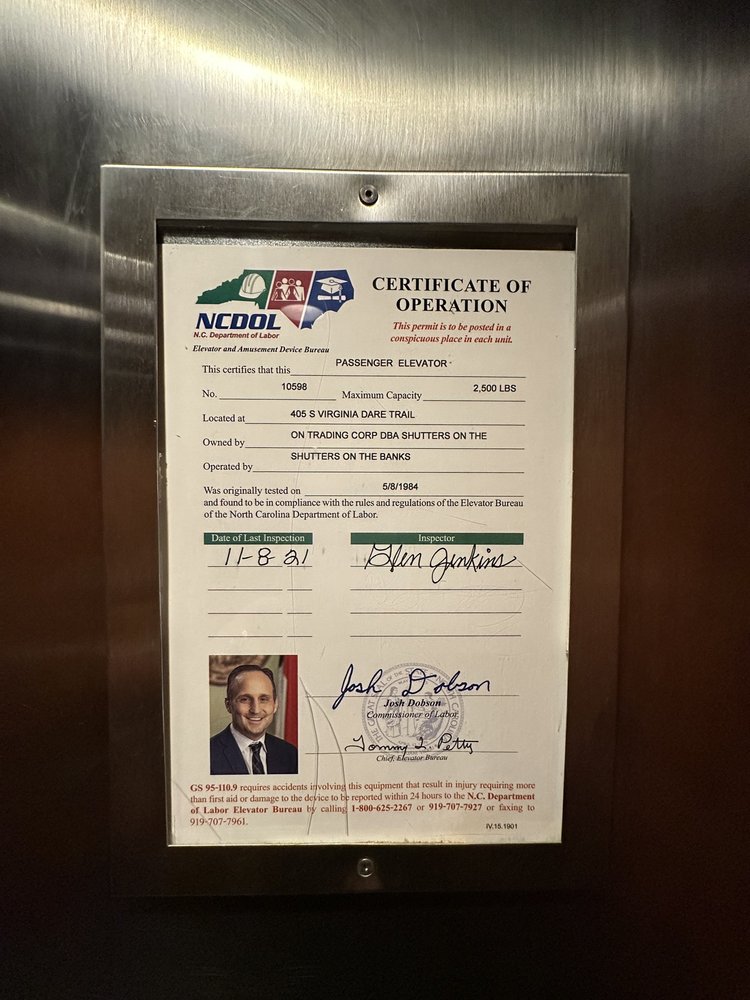 CERTIFICATE OF
OPERATION
This permit is to be posted in a
conspicuous place in each unit.
NCDOL
N.C. Department of Labor
Elevator and Amusement Device Bureau
This certifies that this PASSENGER ELEVATOR
No. 10598 Maximum Capacity 2,500 LBS
Located at 405 S VIRGINIA DARE TRAIL
Owned by ON TRADING CORP DBA SHUTTERS ON THE
Operated by SHUTTERS ON THE BANKS
Was originally tested on 5/8/1984
and found to be in compliance with the rules and regulations of the Elevator Bureau
of the North Carolina Department of Labor.
Date of Last Inspection Inspector
11-8-21 Glen Jenkins
Josh Dobson
Josh Dobson
Commissioner of Labor
Tommy L. Petty
Chief, Elevator Bureau
GS 95-110.9 requires accidents involving this equipment that result in injury requiring more
than first aid or damage to the device to be reported within 24 hours to the N.C. Department
of Labor Elevator Bureau by calling 1-800-625-2267 or 919-707-7927 or faxing to
919-707-7961.
IV.15.1901